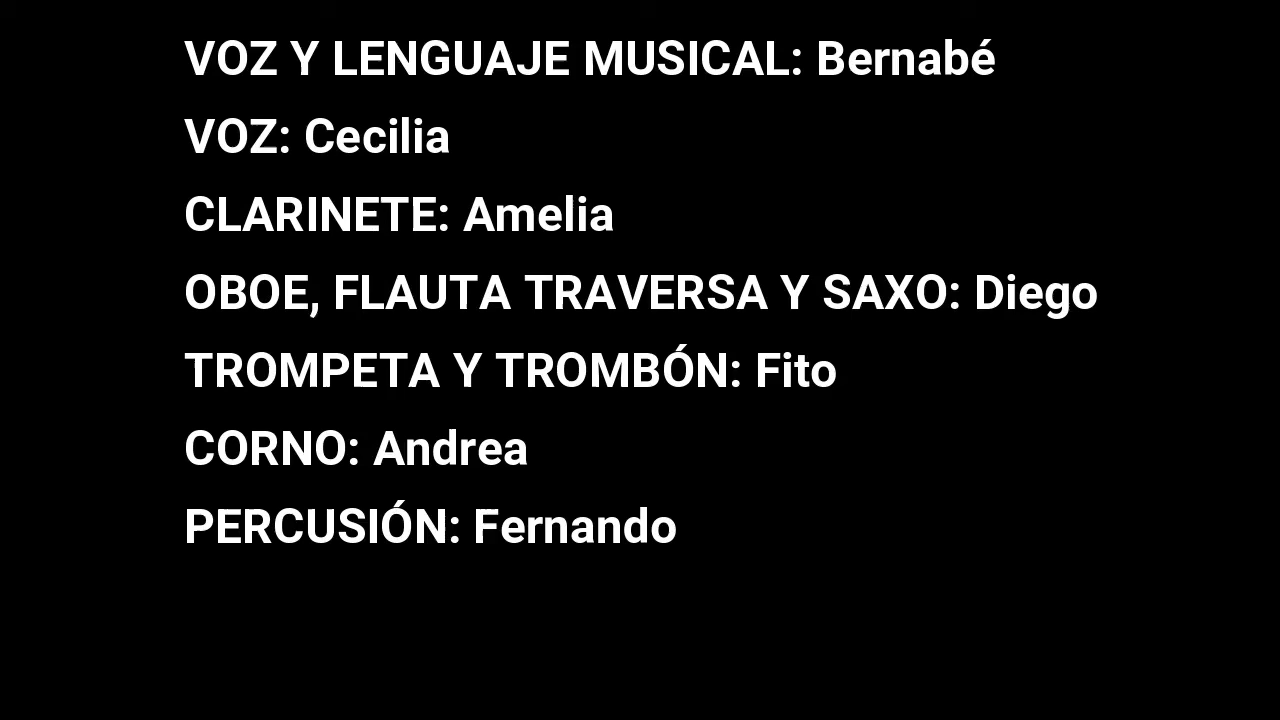 VOZ Y LENGUAJE MUSICAL: Bernabé
VOZ: Cecilia
CLARINETE: Amelia
OBOE, FLAUTA TRAVERSA Y SAXO: Diego
TROMPETA Y TROMBÓN: Fito
CORNO: Andrea
PERCUSIÓN: Fernando